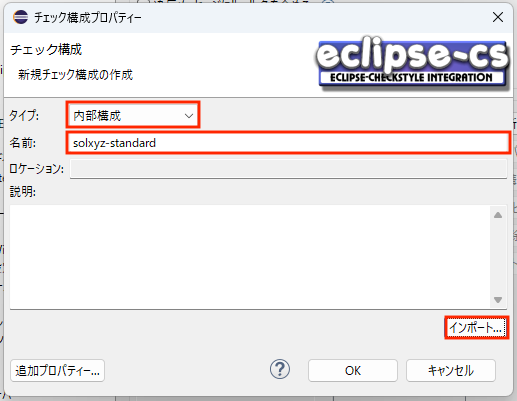 チェック構成プロパティー
チェック構成
新規チェック構成の作成
eclipse-cs
ECLIPSE-CHECKSTYLE INTEGRATION
タイプ: 内部構成
名前: solxyz-standard
ロケーション:
説明:
インポート...
追加プロパティー... ? OK キャンセル